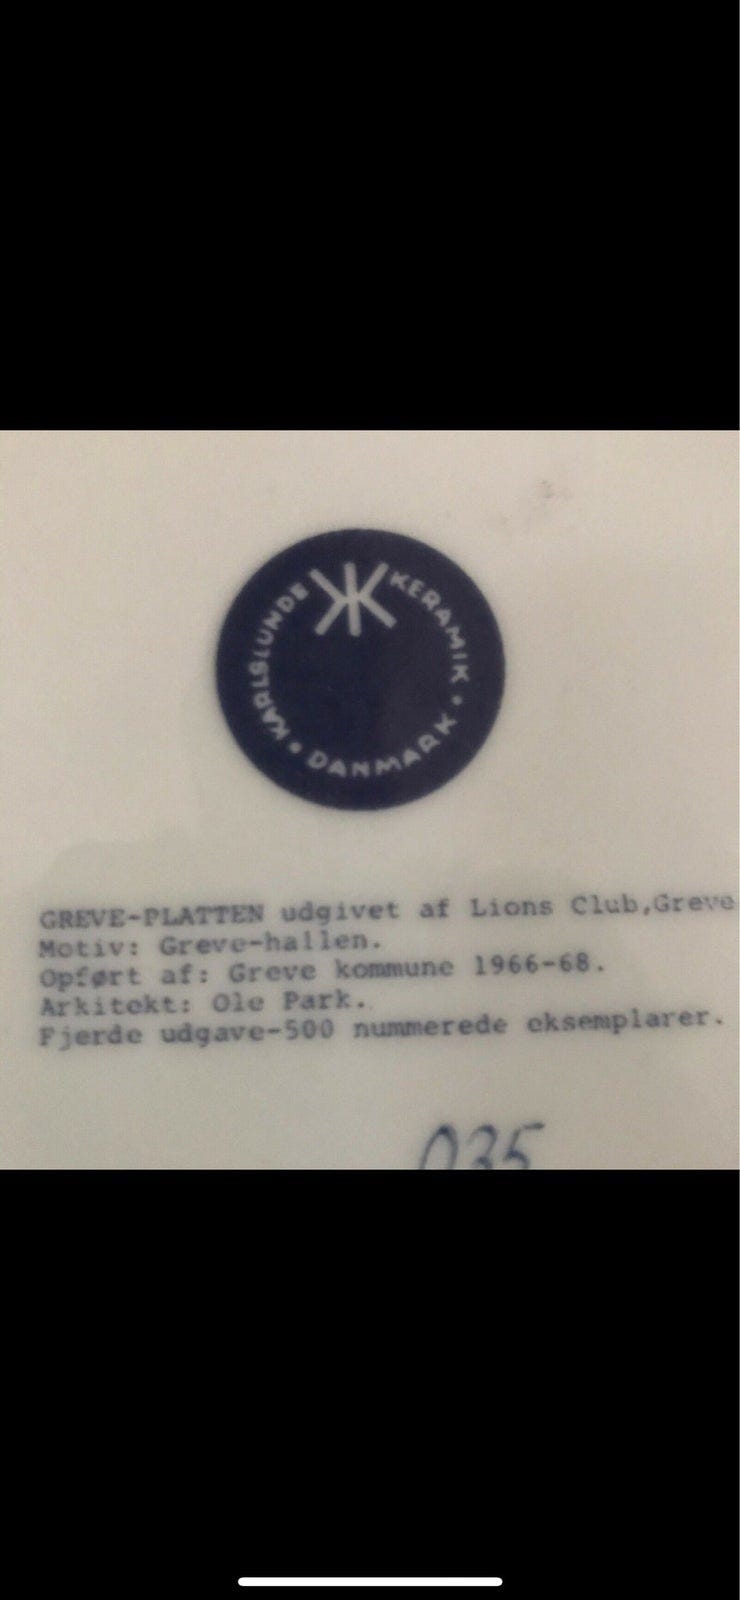 KARLSLUNDE KERAMIK • DANMARK •
GREVE-PLATTEN udgivet af Lions Club,Greve
Motiv: Greve-hallen.
Opført af: Greve kommune 1966-68.
Arkitekt: Ole Park.
Fjerde udgave-500 nummerede eksemplarer.
035